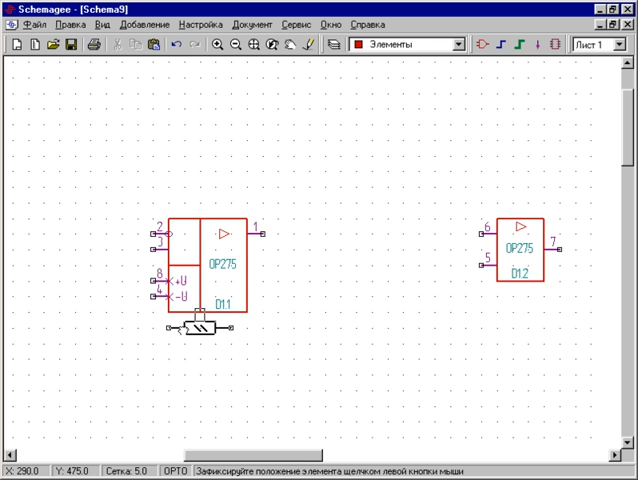 Schemagee - [Schema9]
Файл Правка Вид Добавление Настройка Документ Сервис Окно Справка
Элементы Лист 1
2 1
3
OP275
8 +U
4 -U
D1.1
6
7
OP275
5
D1.2
X: 290.0 Y: 475.0 Сетка: 5.0 ОРТО Зафиксируйте положение элемента щелчком левой кнопки мыши